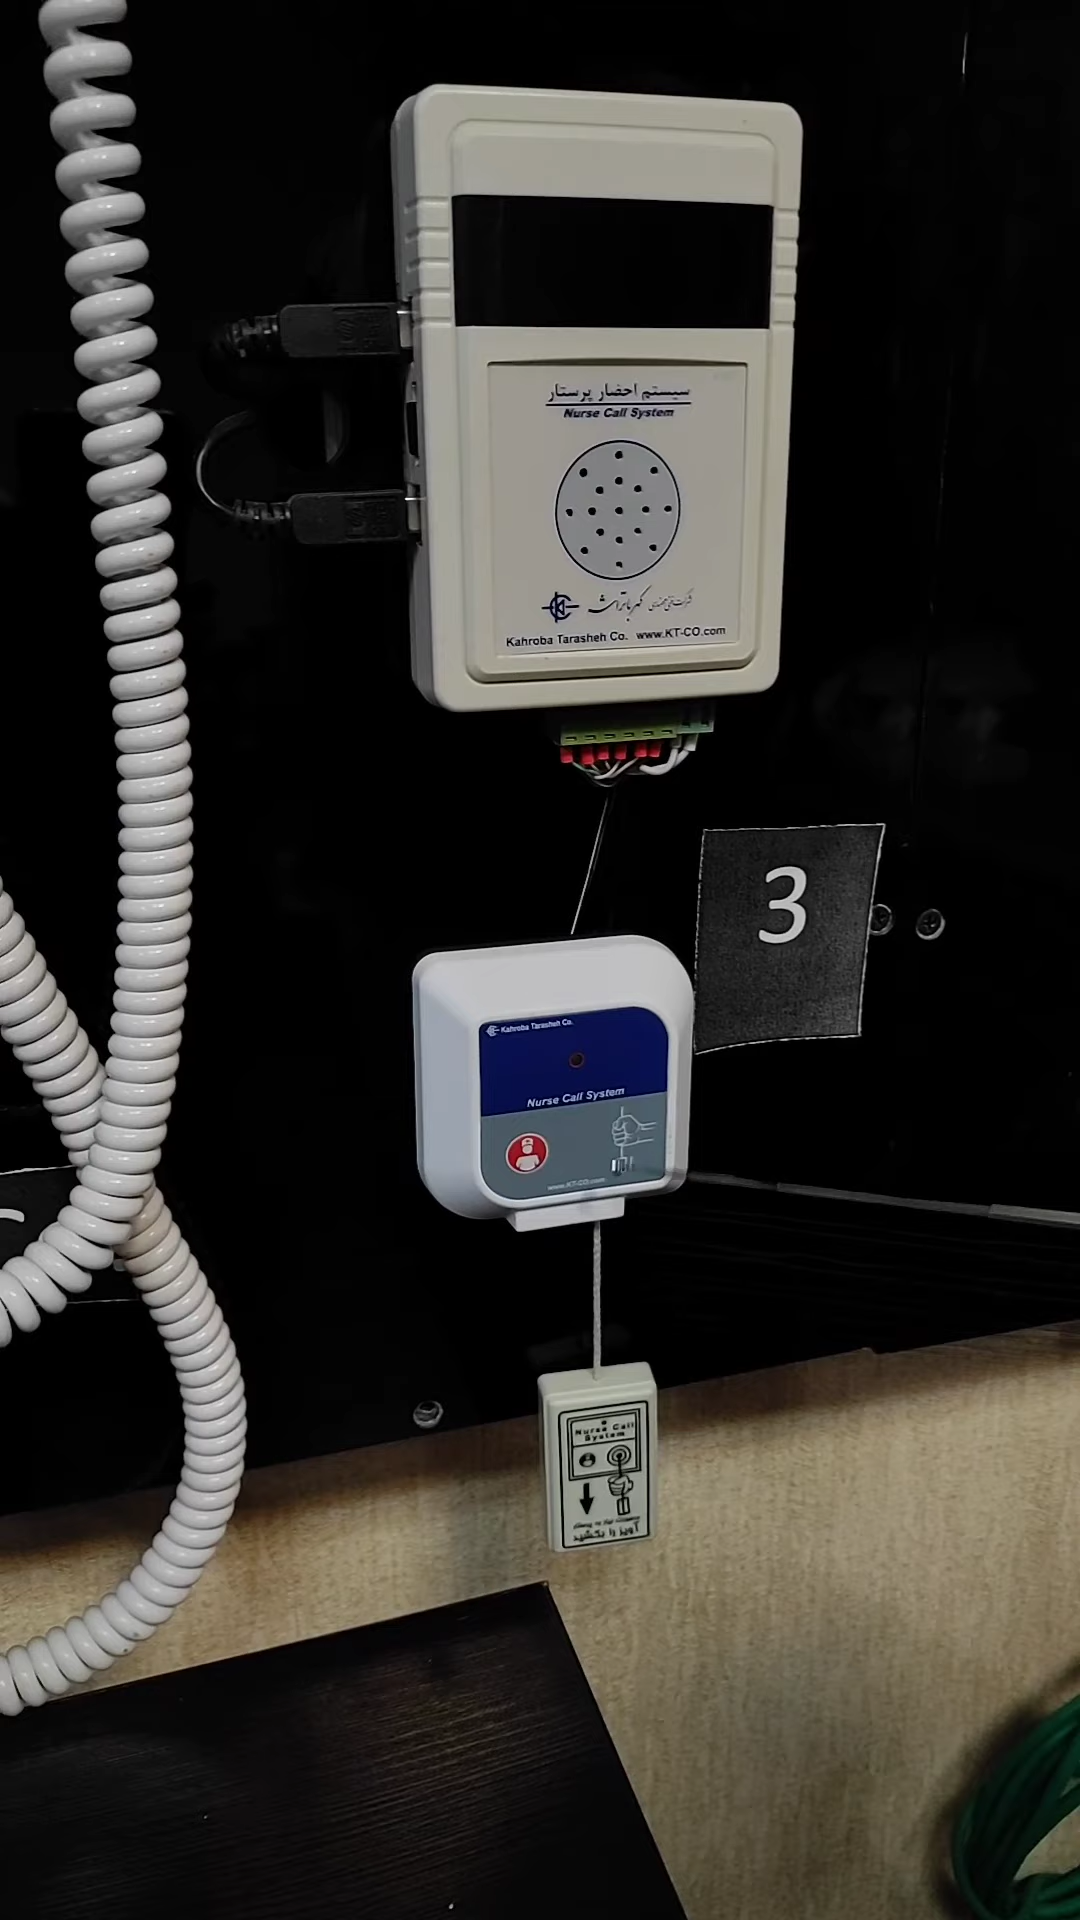 سیستم احضار پرستار
Nurse Call System
شرکت فنی مهندسی کهربا تراشه
Kahroba Tarasheh Co. www.KT-CO.com
3
Kahroba Tarasheh Co.
Nurse Call System
www.KT-CO.com
Nurse Call
System
آویز را بکشید